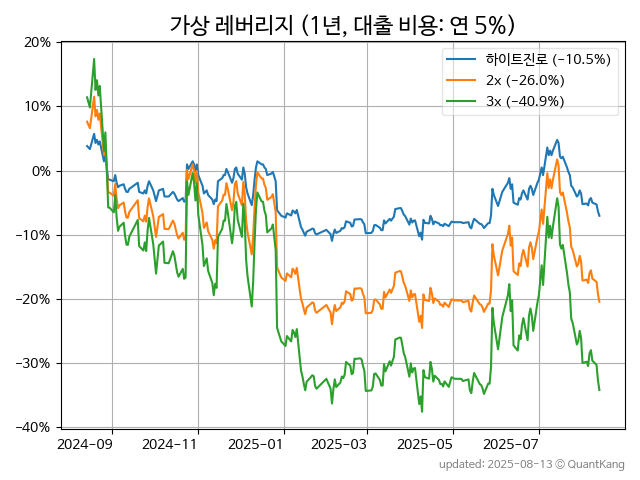 가상 레버리지 (1년, 대출 비용: 연 5%)
하이트진로 (−10.5%)
2x (−26.0%)
3x (−40.9%)
20%
10%
0%
−10%
−20%
−30%
−40%
2024-09 2024-11 2025-01 2025-03 2025-05 2025-07
updated: 2025-08-13 © QuantKang